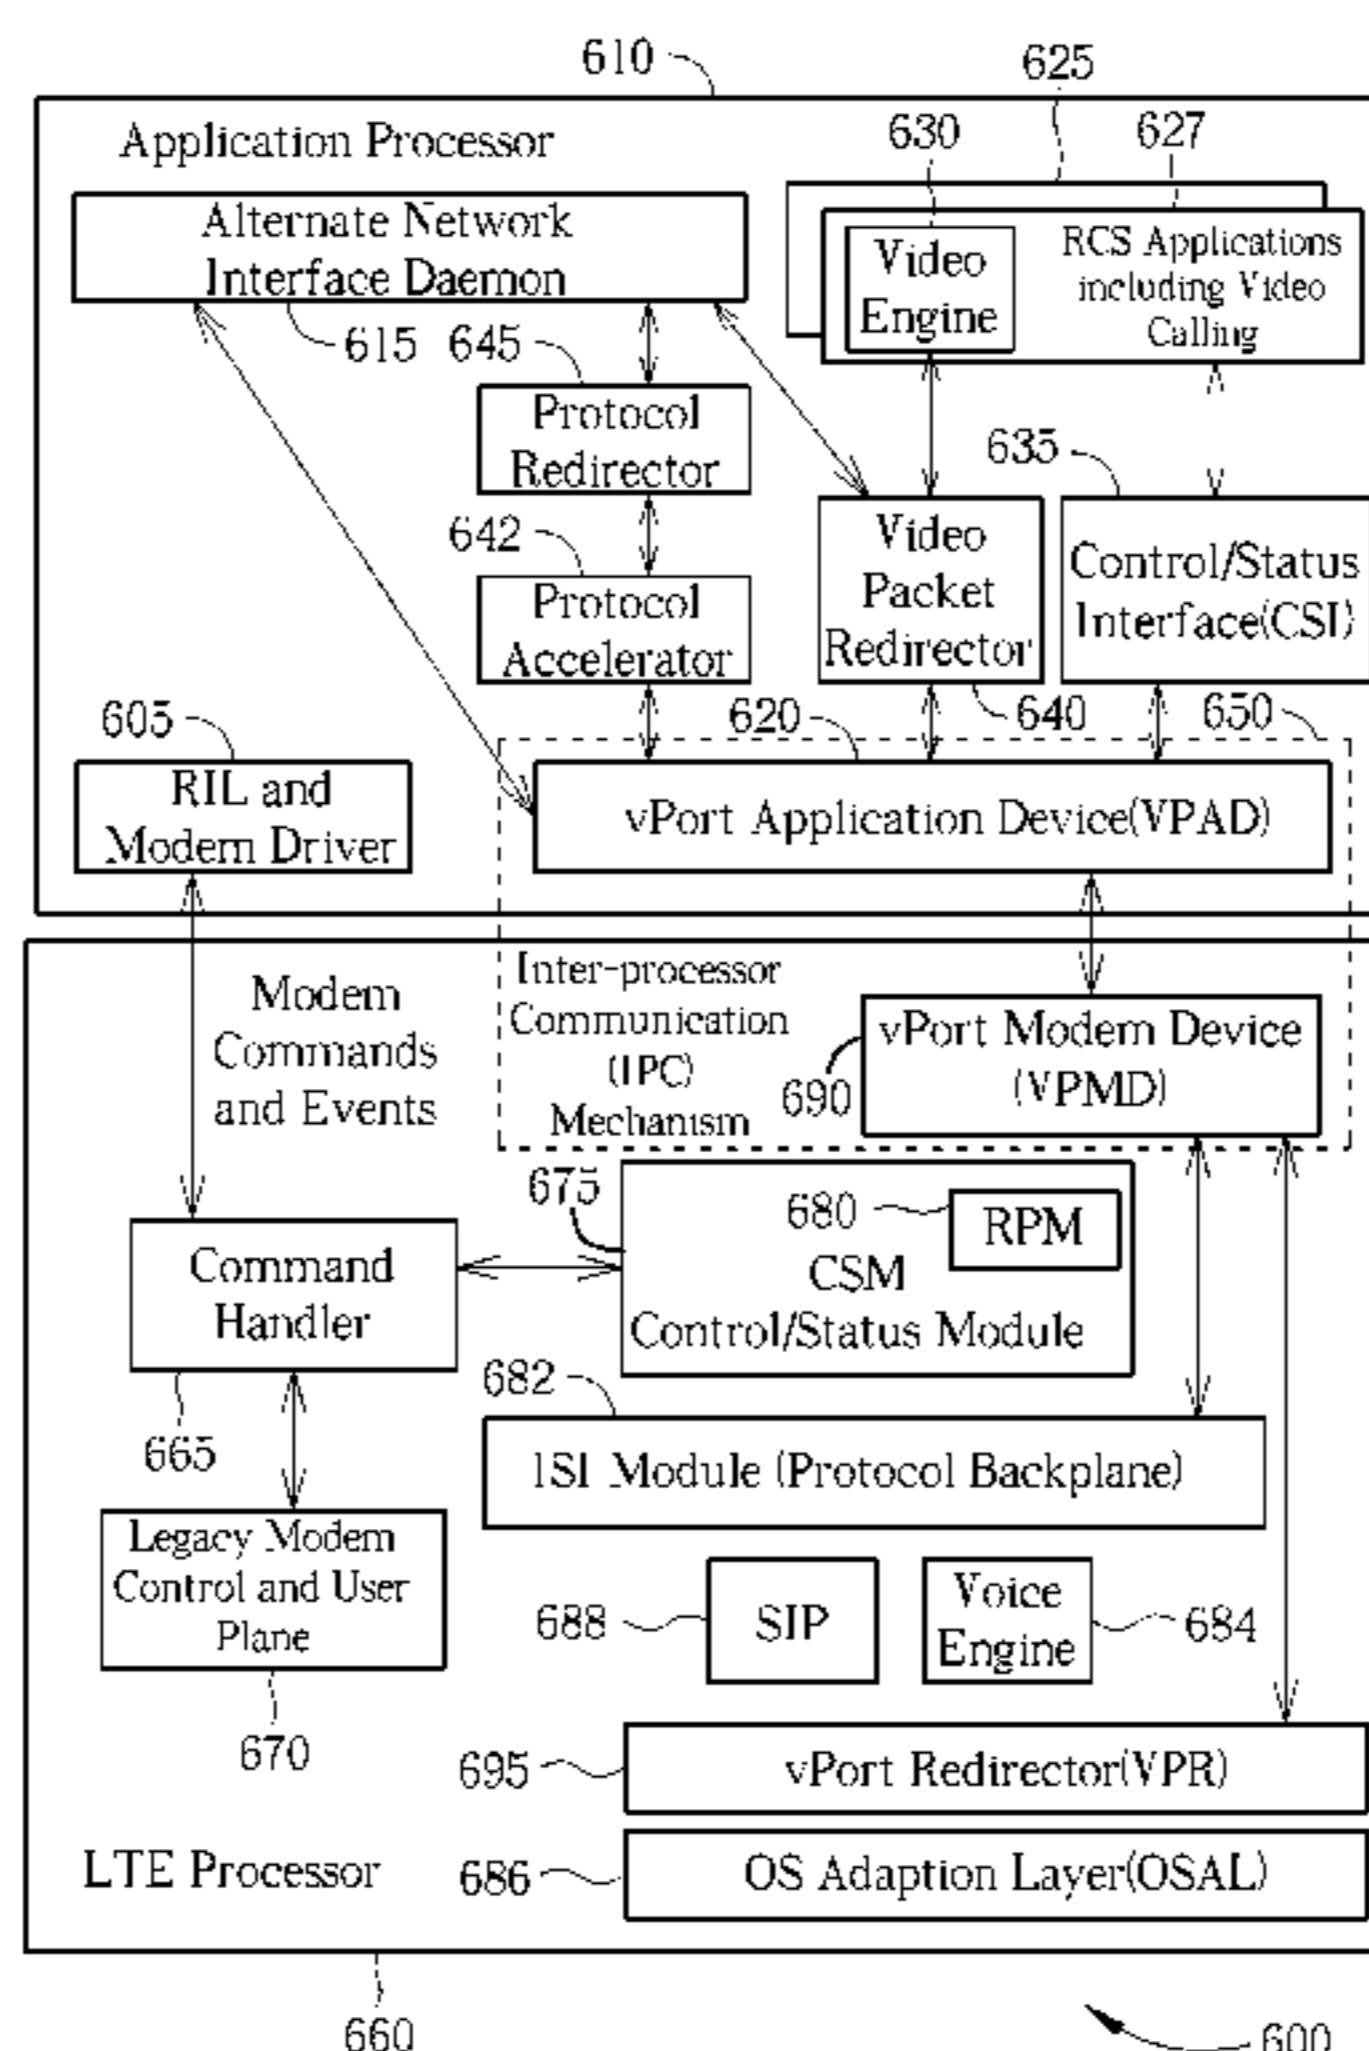 610
625
630
627
Application Processor
Alternate Network
Interface Daemon
Video
Engine
RCS Applications
including Video
Calling
615
645
Protocol
Redirector
635
642
Video
Packet
Redirector
Control/Status
Interface(CSI)
Protocol
Accelerator
605
620
640
650
RIL and
Modem Driver
vPort Application Device(VPAD)
Inter-processor
Communication
(IPC)
Mechanism
Modem
Commands
and Events
vPort Modem Device
(VPMD)
690
675
680
RPM
CSM
Control/Status Module
Command
Handler
682
665
ISI Module (Protocol Backplane)
Legacy Modem
Control and User
Plane
688
SIP
Voice
Engine
684
670
695
vPort Redirector(VPR)
LTE Processor
686
OS Adaption Layer(OSAL)
660
600